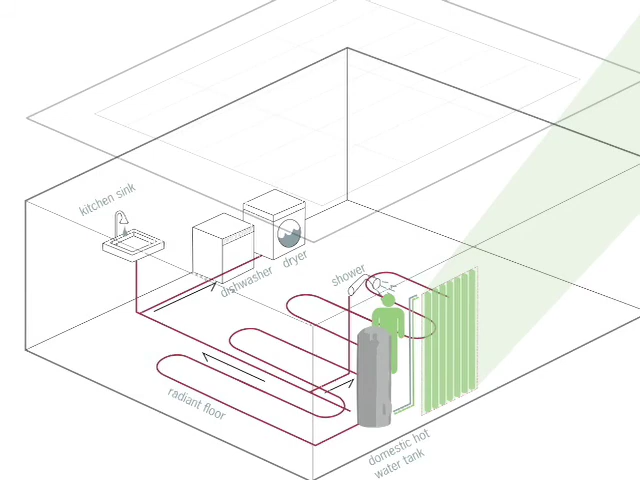 kitchen sink
dishwasher
dryer
shower
radiant floor
domestic hot
water tank